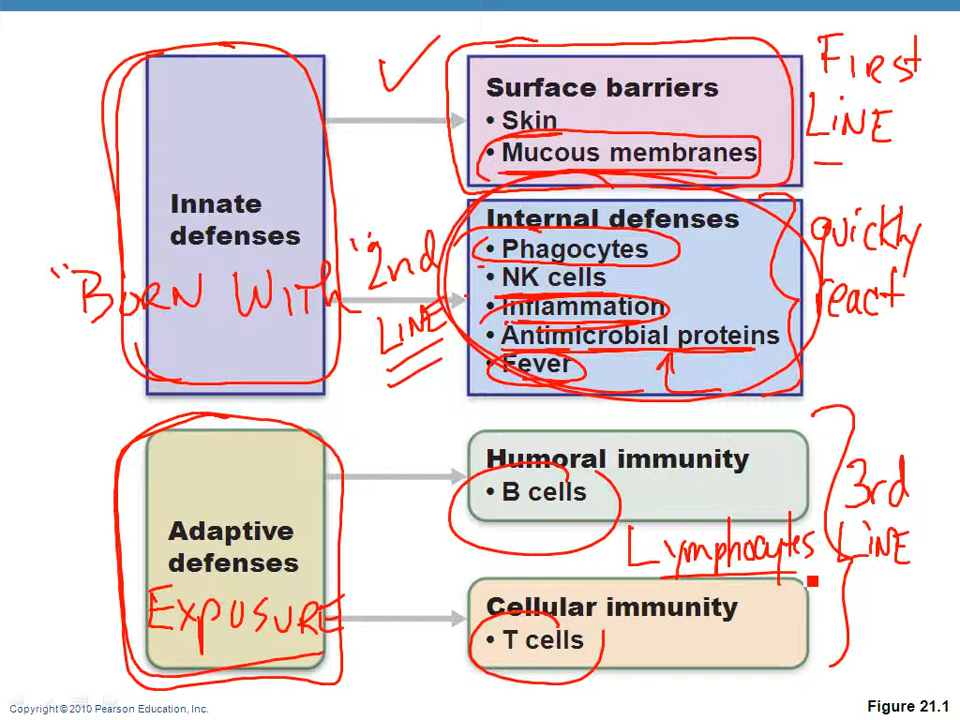 Innate
defenses
"BORN WITH"
Surface barriers
• Skin
• Mucous membranes
First
LINE
2nd
LINE
Internal defenses
• Phagocytes
• NK cells
• Inflammation
• Antimicrobial proteins
• Fever
quickly
react
Adaptive
defenses
EXPOSURE
Humoral immunity
• B cells
Lymphocytes
Cellular immunity
• T cells
3rd
LINE
Copyright © 2010 Pearson Education, Inc.
Figure 21.1